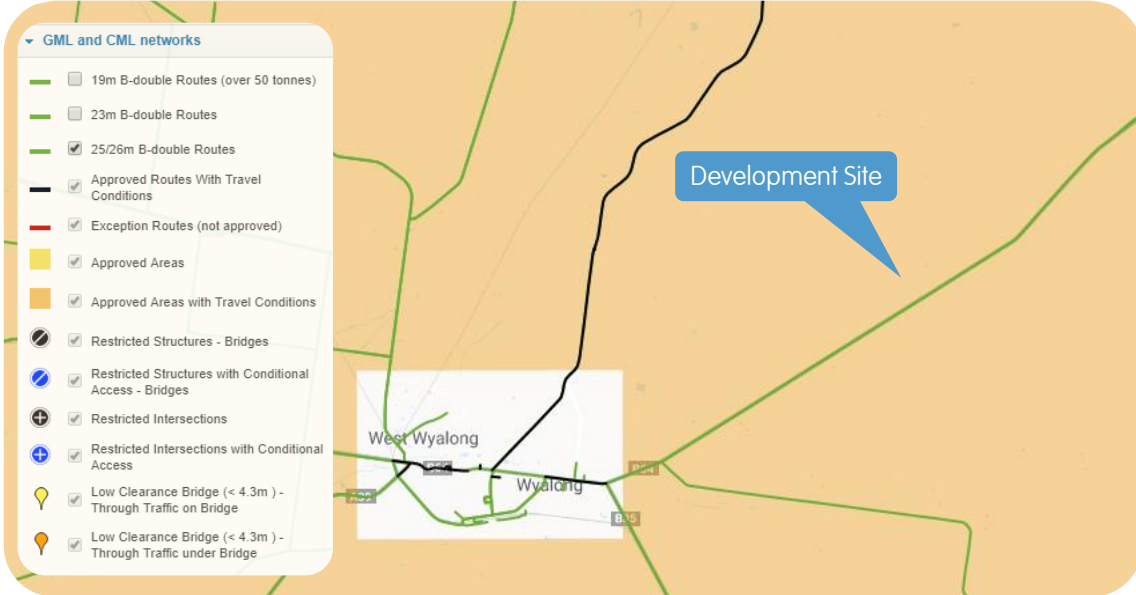 GML and CML networks
19m B-double Routes (over 50 tonnes)
23m B-double Routes
25/26m B-double Routes
Approved Routes With Travel
Conditions
Exception Routes (not approved)
Approved Areas
Approved Areas with Travel Conditions
Restricted Structures - Bridges
Restricted Structures with Conditional
Access - Bridges
Restricted Intersections
Restricted Intersections with Conditional
Access
Low Clearance Bridge (< 4.3m ) -
Through Traffic on Bridge
Low Clearance Bridge (< 4.3m ) -
Through Traffic under Bridge
Development Site
West Wyalong
Wyalong